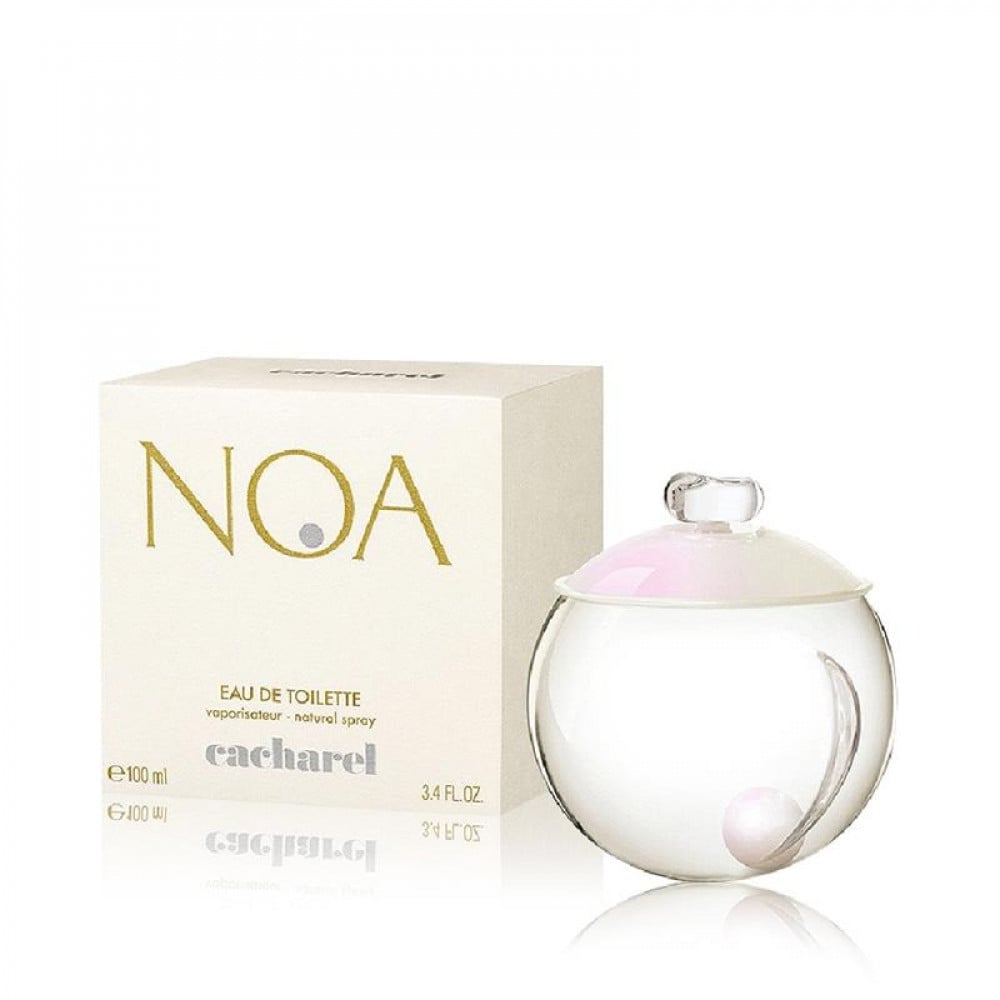 cacharel
NOA
EAU DE TOILETTE
vaporisateur - natural spray
cacharel
℮100 ml
3.4 FL.OZ.